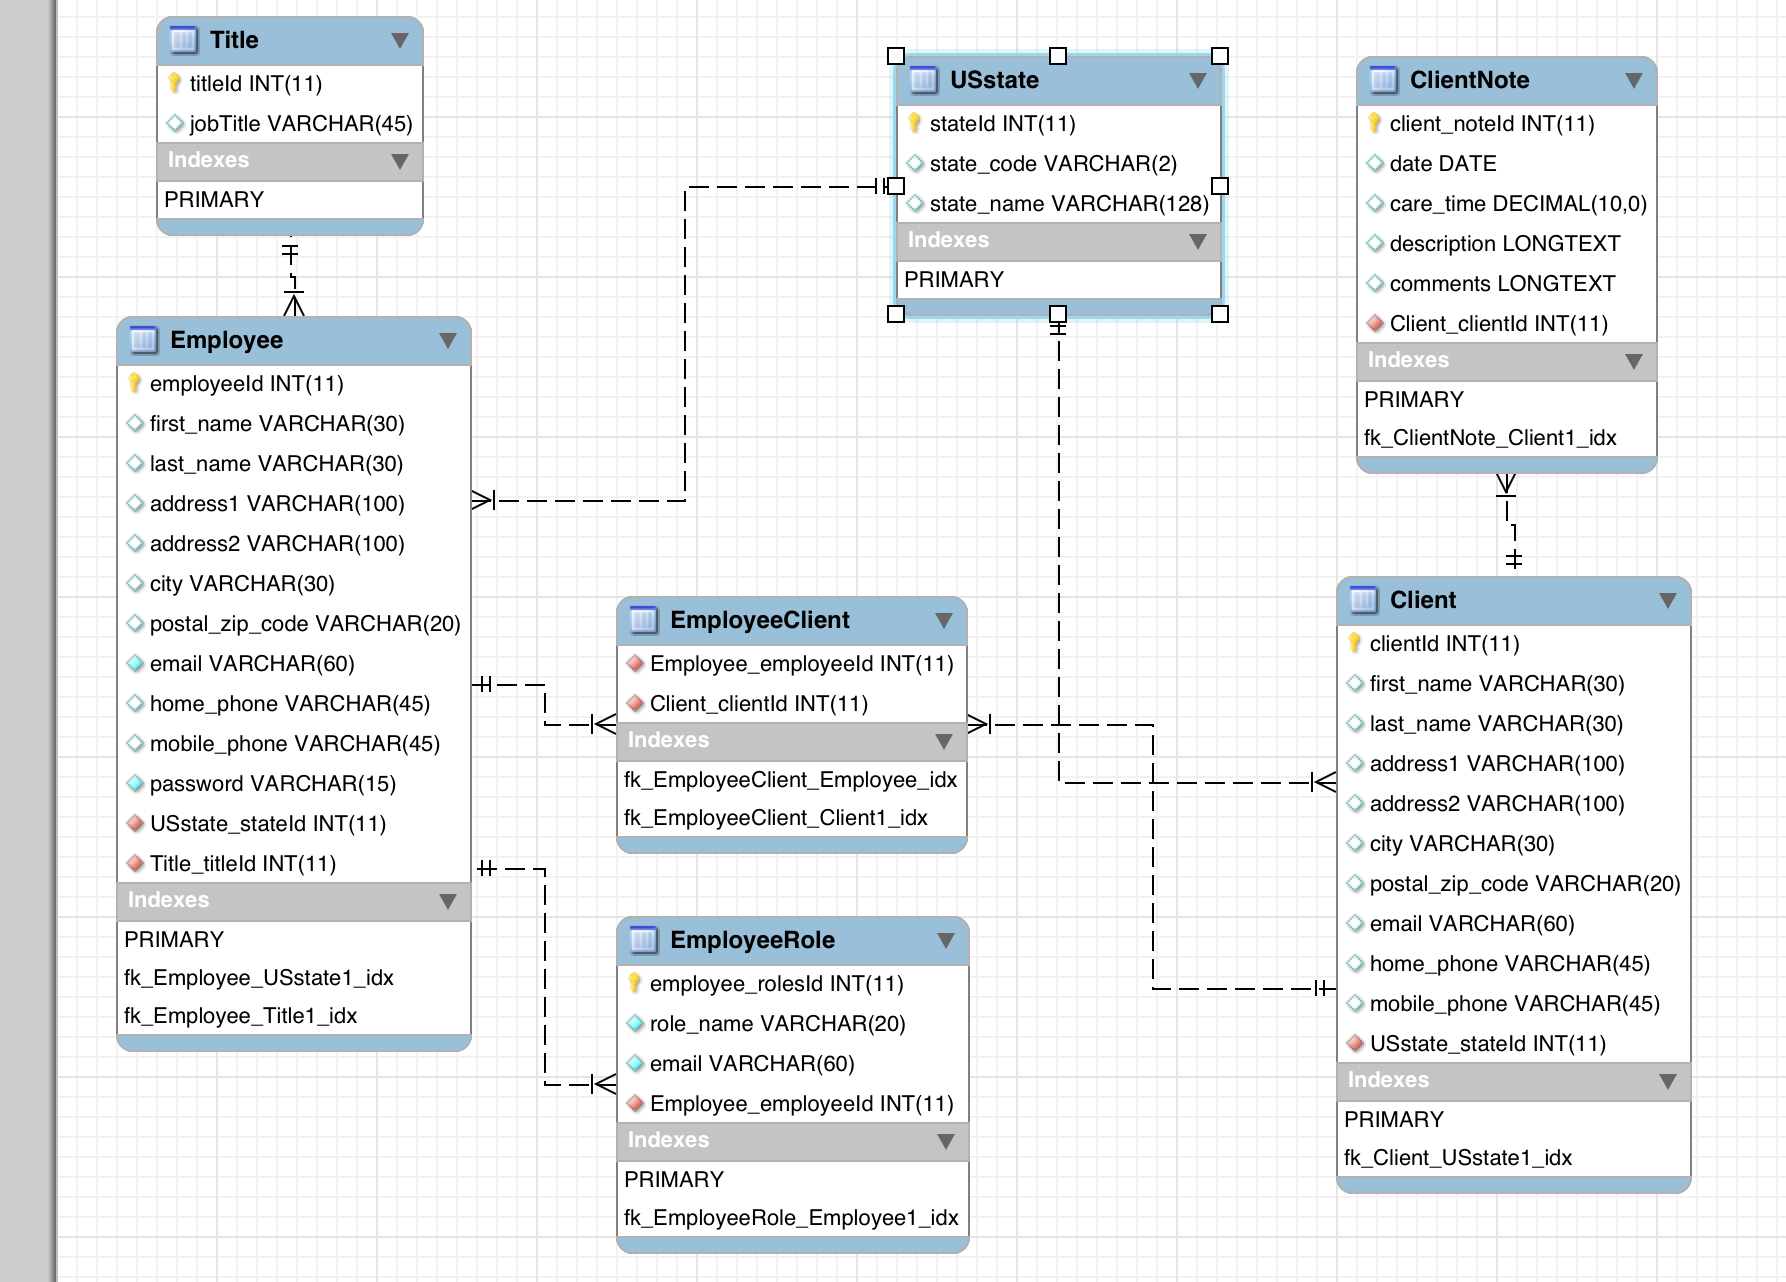 Title
titleId INT(11)
jobTitle VARCHAR(45)
Indexes
PRIMARY
USstate
stateId INT(11)
state_code VARCHAR(2)
state_name VARCHAR(128)
Indexes
PRIMARY
ClientNote
client_noteId INT(11)
date DATE
care_time DECIMAL(10,0)
description LONGTEXT
comments LONGTEXT
Client_clientId INT(11)
Indexes
PRIMARY
fk_ClientNote_Client1_idx
Employee
employeeId INT(11)
first_name VARCHAR(30)
last_name VARCHAR(30)
address1 VARCHAR(100)
address2 VARCHAR(100)
city VARCHAR(30)
postal_zip_code VARCHAR(20)
email VARCHAR(60)
home_phone VARCHAR(45)
mobile_phone VARCHAR(45)
password VARCHAR(15)
USstate_stateId INT(11)
Title_titleId INT(11)
Indexes
PRIMARY
fk_Employee_USstate1_idx
fk_Employee_Title1_idx
EmployeeClient
Employee_employeeId INT(11)
Client_clientId INT(11)
Indexes
fk_EmployeeClient_Employee_idx
fk_EmployeeClient_Client1_idx
EmployeeRole
employee_rolesId INT(11)
role_name VARCHAR(20)
email VARCHAR(60)
Employee_employeeId INT(11)
Indexes
PRIMARY
fk_EmployeeRole_Employee1_idx
Client
clientId INT(11)
first_name VARCHAR(30)
last_name VARCHAR(30)
address1 VARCHAR(100)
address2 VARCHAR(100)
city VARCHAR(30)
postal_zip_code VARCHAR(20)
email VARCHAR(60)
home_phone VARCHAR(45)
mobile_phone VARCHAR(45)
USstate_stateId INT(11)
Indexes
PRIMARY
fk_Client_USstate1_idx